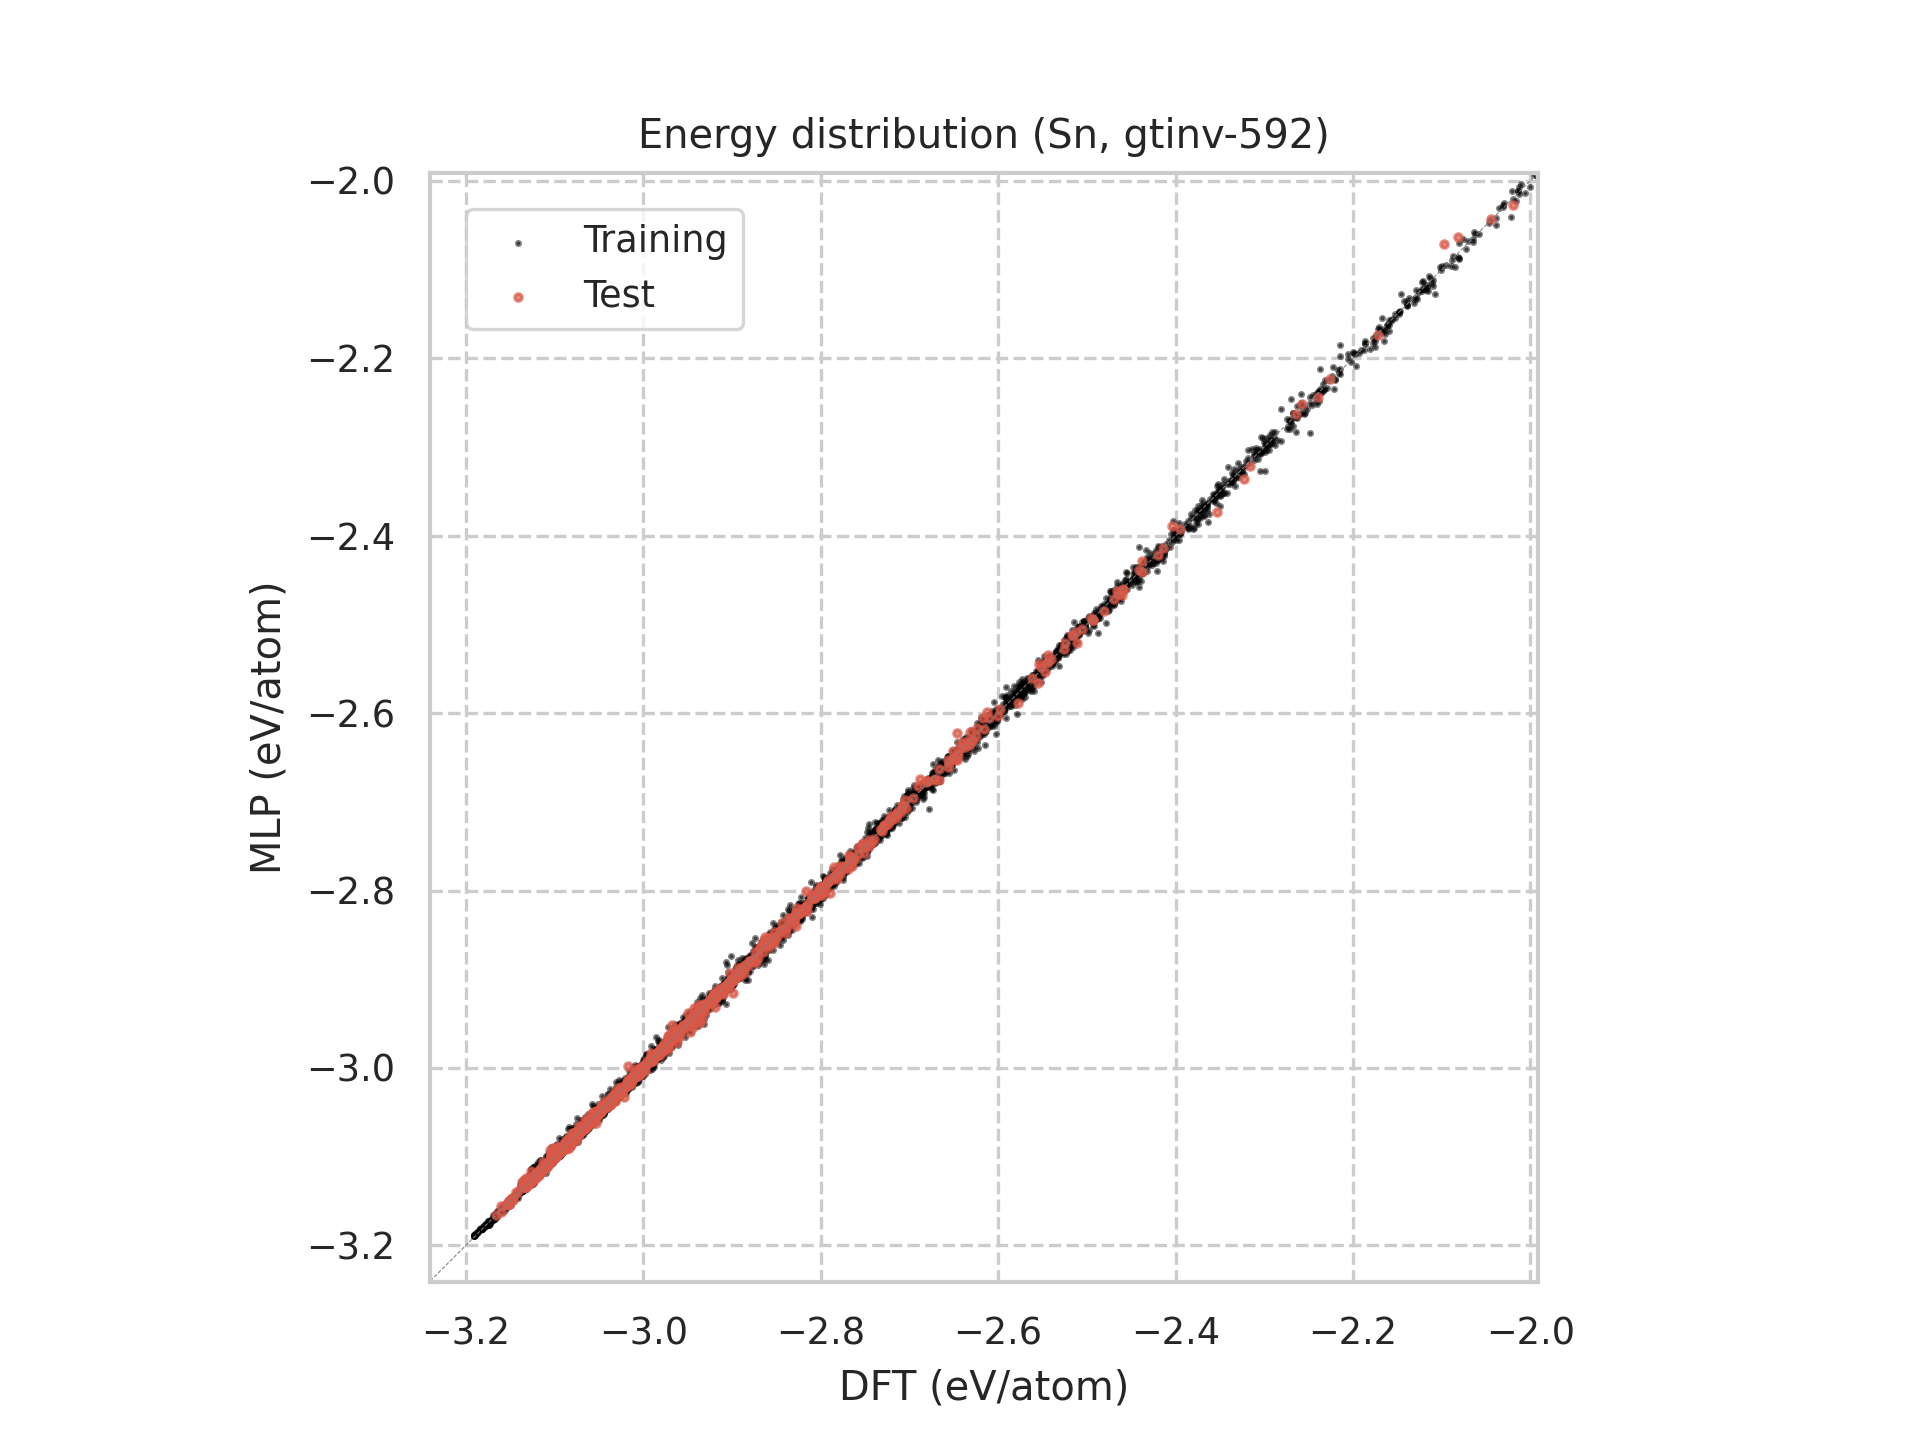 Energy distribution (Sn, gtinv-592)
Training
Test
−2.0
−2.2
−2.4
−2.6
−2.8
−3.0
−3.2
MLP (eV/atom)
−3.2 −3.0 −2.8 −2.6 −2.4 −2.2 −2.0
DFT (eV/atom)